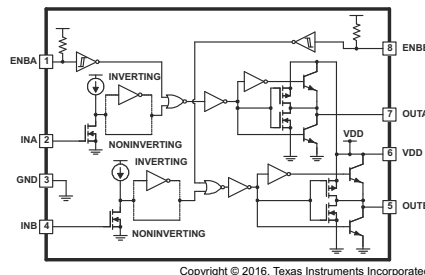 ENBA 1
8 ENBB
INVERTING
7 OUTA
INA 2
NONINVERTING
VDD
6 VDD
INVERTING
GND 3
5 OUTB
INB 4
NONINVERTING
Copyright © 2016, Texas Instruments Incorporated